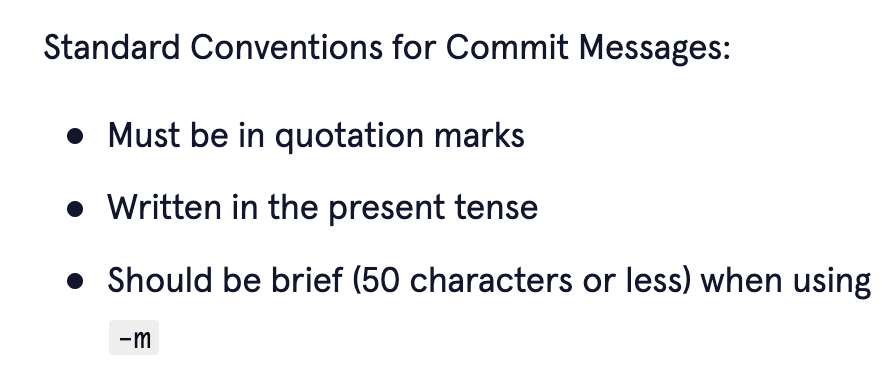 Standard Conventions for Commit Messages:
● Must be in quotation marks
● Written in the present tense
● Should be brief (50 characters or less) when using
-m